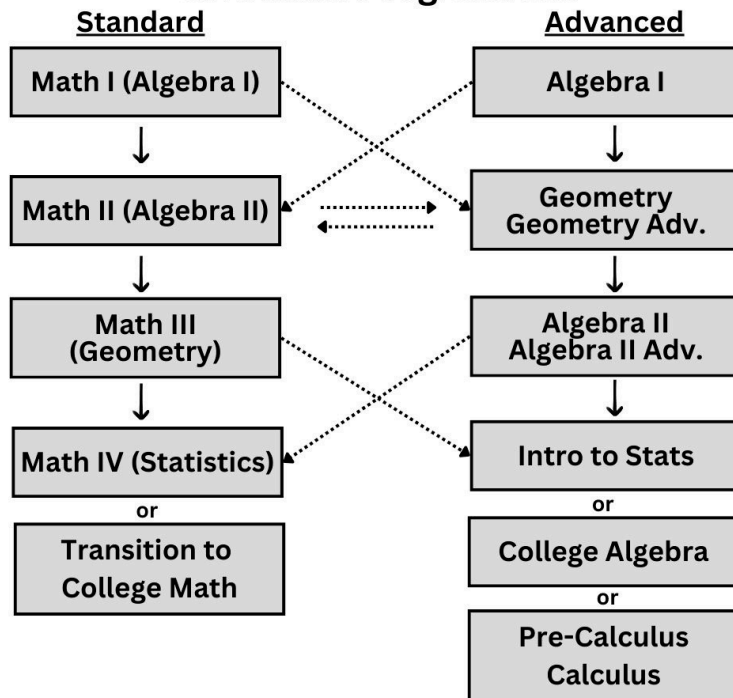 Standard
Math I (Algebra I)
Math II (Algebra II)
Math III
(Geometry)
Math IV (Statistics)
or
Transition to
College Math
Advanced
Algebra I
Geometry
Geometry Adv.
Algebra II
Algebra II Adv.
Intro to Stats
or
College Algebra
or
Pre-Calculus
Calculus